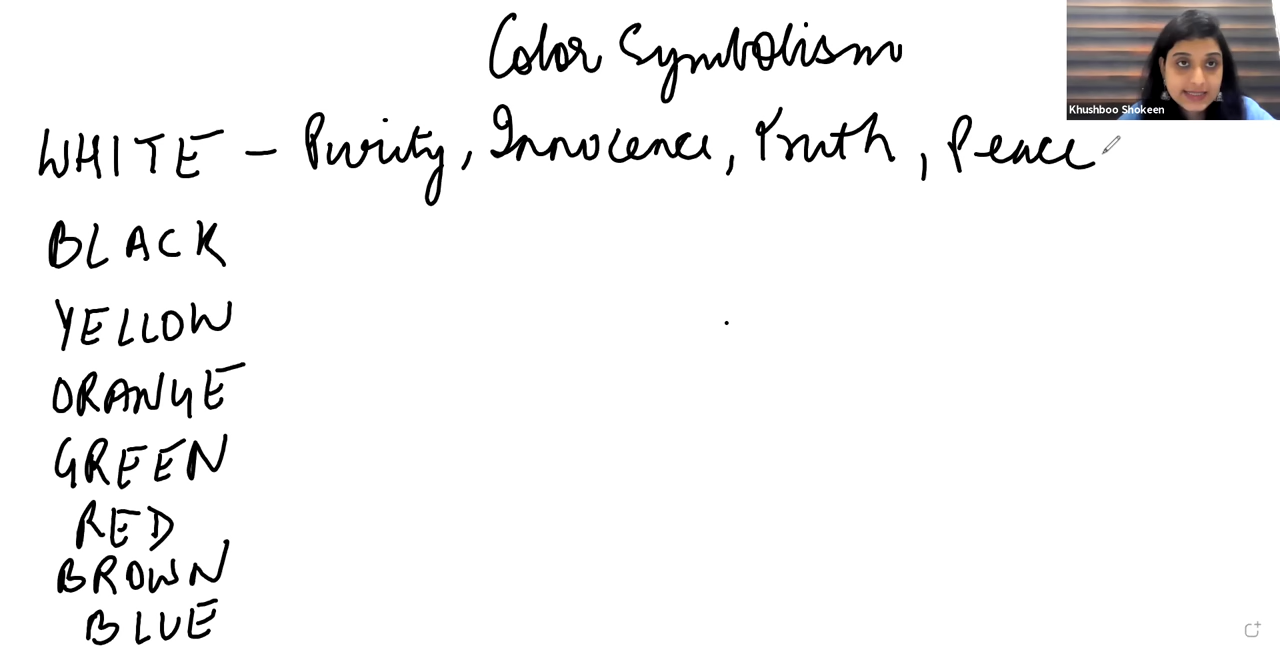 Color Symbolism
Khushboo Shokeen
WHITE – Purity, Innocence, Truth, Peace
BLACK
YELLOW
ORANGE
GREEN
RED
BROWN
BLUE